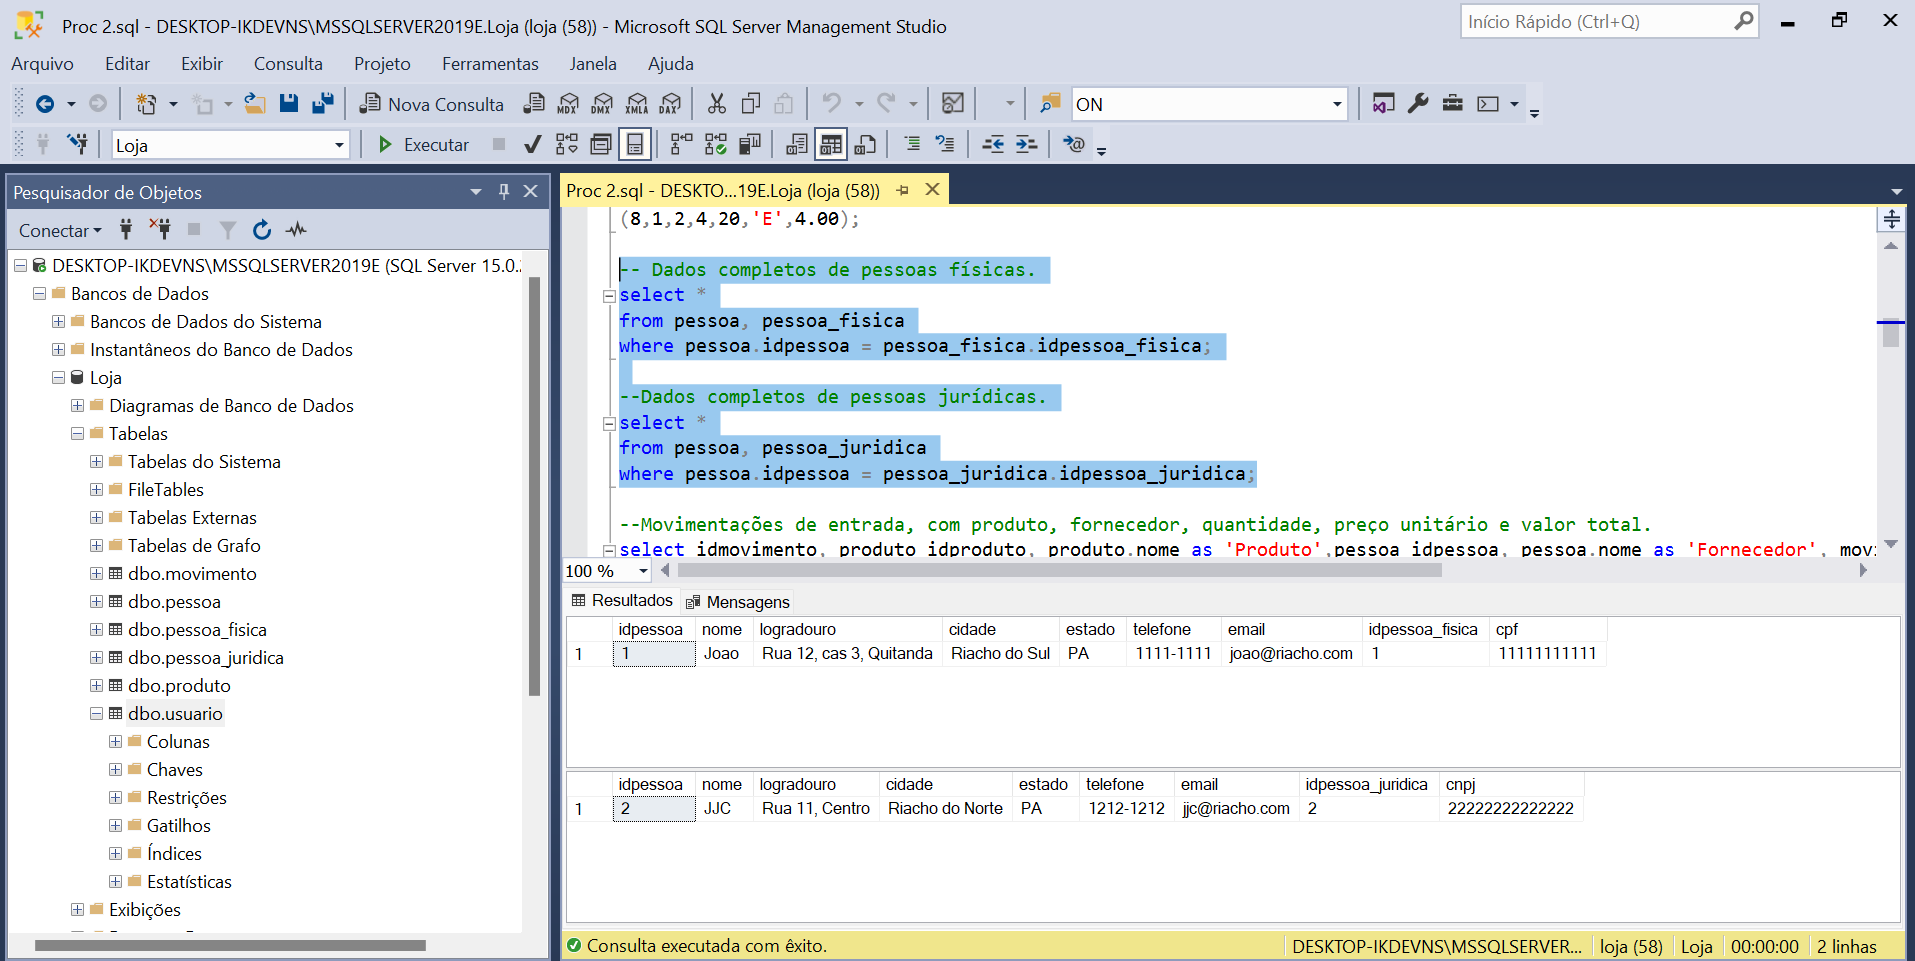 Proc 2.sql - DESKTOP-IKDEVNS\MSSQLSERVER2019E.Loja (loja (58)) - Microsoft SQL Server Management Studio
Início Rápido (Ctrl+Q)
Arquivo Editar Exibir Consulta Projeto Ferramentas Janela Ajuda
Nova Consulta MDX DMX XMLA DAX ON
Loja Executar
Pesquisador de Objetos
Conectar
DESKTOP-IKDEVNS\MSSQLSERVER2019E (SQL Server 15.0.
Bancos de Dados
Bancos de Dados do Sistema
Instantâneos do Banco de Dados
Loja
Diagramas de Banco de Dados
Tabelas
Tabelas do Sistema
FileTables
Tabelas Externas
Tabelas de Grafo
dbo.movimento
dbo.pessoa
dbo.pessoa_fisica
dbo.pessoa_juridica
dbo.produto
dbo.usuario
Colunas
Chaves
Restrições
Gatilhos
Índices
Estatísticas
Exibições
Proc 2.sql - DESKTO...19E.Loja (loja (58))
(8,1,2,4,20,'E',4.00);
-- Dados completos de pessoas físicas.
select *
from pessoa, pessoa_fisica
where pessoa.idpessoa = pessoa_fisica.idpessoa_fisica;
--Dados completos de pessoas jurídicas.
select *
from pessoa, pessoa_juridica
where pessoa.idpessoa = pessoa_juridica.idpessoa_juridica;
--Movimentações de entrada, com produto, fornecedor, quantidade, preço unitário e valor total.
select idmovimento, produto.idproduto, produto.nome as 'Produto',pessoa.idpessoa, pessoa.nome as 'Fornecedor', mov
100 %
Resultados Mensagens
idpessoa nome logradouro cidade estado telefone email idpessoa_fisica cpf
1 1 Joao Rua 12, cas 3, Quitanda Riacho do Sul PA 1111-1111 joao@riacho.com 1 11111111111
idpessoa nome logradouro cidade estado telefone email idpessoa_juridica cnpj
1 2 JJC Rua 11, Centro Riacho do Norte PA 1212-1212 jjc@riacho.com 2 22222222222222
Consulta executada com êxito. DESKTOP-IKDEVNS\MSSQLSERVER... loja (58) Loja 00:00:00 2 linhas